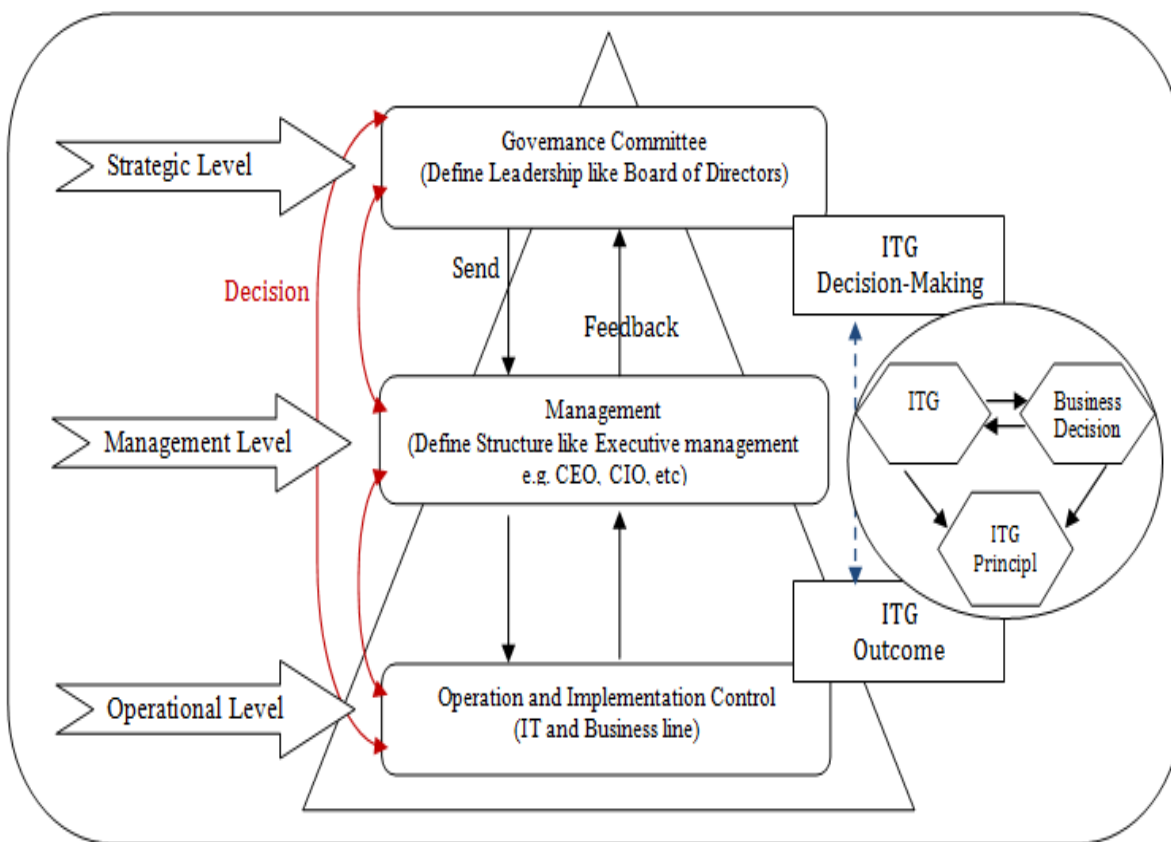 Governance Committee
(Define Leadership like Board of Directors)
Strategic Level
ITG
Decision-Making
Send
Decision
Feedback
ITG
Business
Decision
Management
(Define Structure like Executive management
e.g. CEO, CIO, etc)
Management Level
ITG
Principl
ITG
Outcome
Operation and Implementation Control
(IT and Business line)
Operational Level